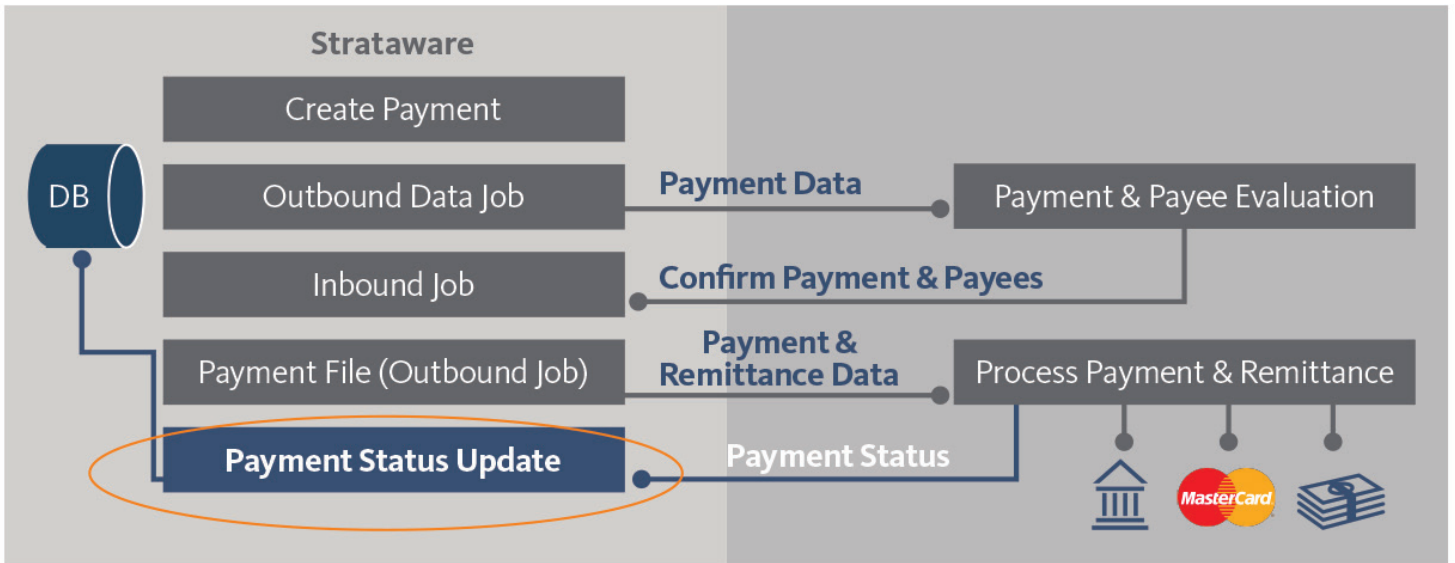 Strataware
Create Payment
DB
Outbound Data Job
Payment Data
Payment & Payee Evaluation
Inbound Job
Confirm Payment & Payees
Payment File (Outbound Job)
Payment &
Remittance Data
Process Payment & Remittance
Payment Status Update
Payment Status
MasterCard